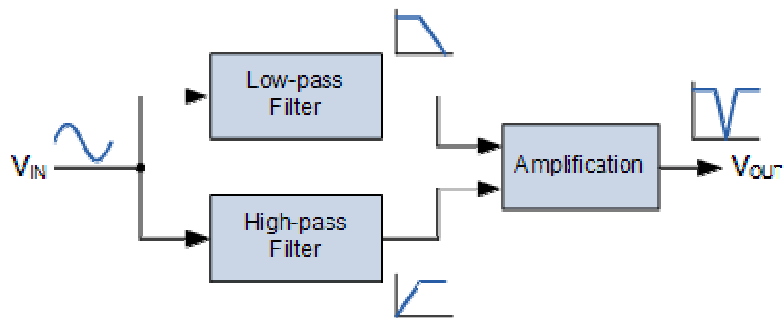 Low-pass
Filter
VIN
Amplification
VOUT
High-pass
Filter